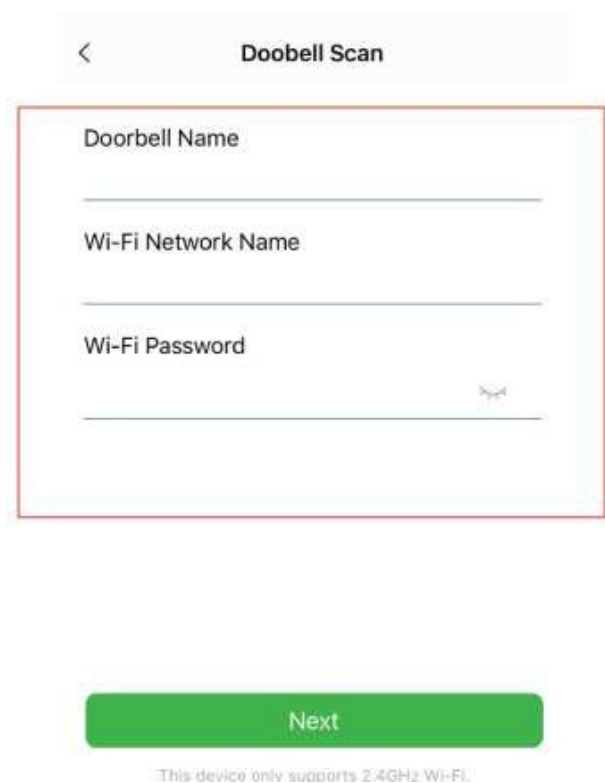 Doobell Scan
Doorbell Name
Wi-Fi Network Name
Wi-Fi Password
Next
This device only supports 2.4GHz Wi-Fi.